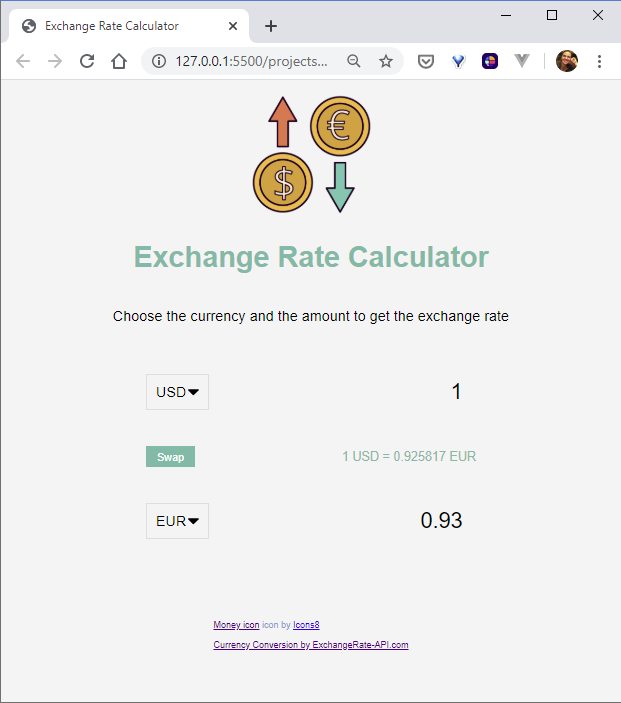 Exchange Rate Calculator
127.0.0.1:5500/projects...
€
$
Exchange Rate Calculator
Choose the currency and the amount to get the exchange rate
USD 1
Swap 1 USD = 0.925817 EUR
EUR 0.93
Money icon icon by Icons8
Currency Conversion by ExchangeRate-API.com